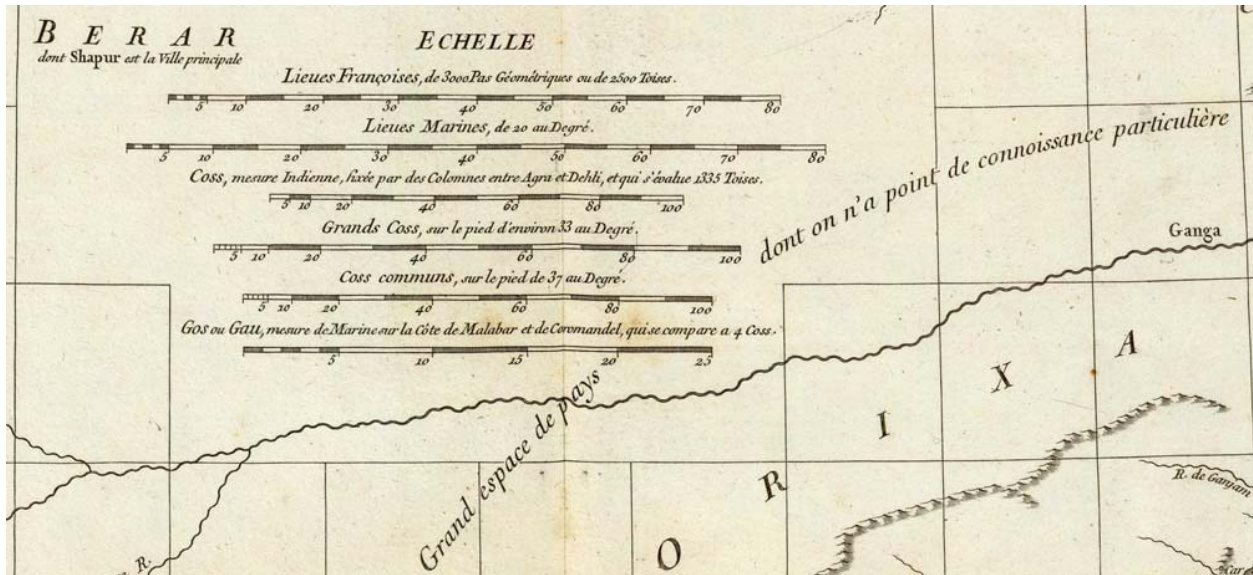 BERAR
dont Shapur est la Ville principale
ECHELLE
Lieues Françoises, de 3000 Pas Géométriques ou de 2500 Toises.
5 10 20 30 40 50 60 70 80
Lieues Marines, de 20 au Degré.
5 10 20 30 40 50 60 70 80
Coss, mesure Indienne, fixée par des Colomnes entre Agra et Dehli, et qui s'évalue 1335 Toises.
5 10 20 40 60 80 100
Grands Coss, sur le pied d'environ 33 au Degré.
5 10 20 40 60 80 100
Coss communs, sur le pied de 37 au Degré.
5 10 20 40 60 80 100
Gos ou Gau, mesure de Marine sur la Côte de Malabar et de Coromandel, qui se compare a 4 Coss.
5 10 15 20 25
Grand espace de pays
dont on n'a point de connoissance particulière
Ganga
ORIXA
R. de Ganjam
R.